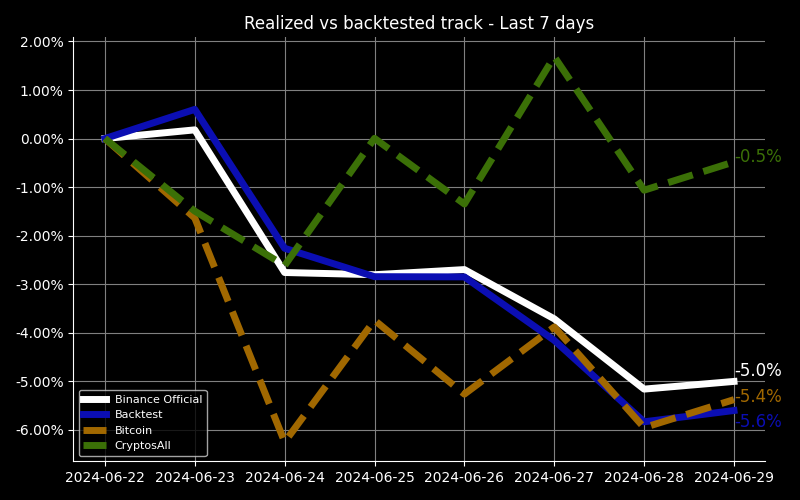 Realized vs backtested track - Last 7 days
2.00%
1.00%
0.00%
-1.00%
-2.00%
-3.00%
-4.00%
-5.00%
-6.00%
-0.5%
-5.0%
-5.4%
-5.6%
Binance Official
Backtest
Bitcoin
CryptosAll
2024-06-22 2024-06-23 2024-06-24 2024-06-25 2024-06-26 2024-06-27 2024-06-28 2024-06-29